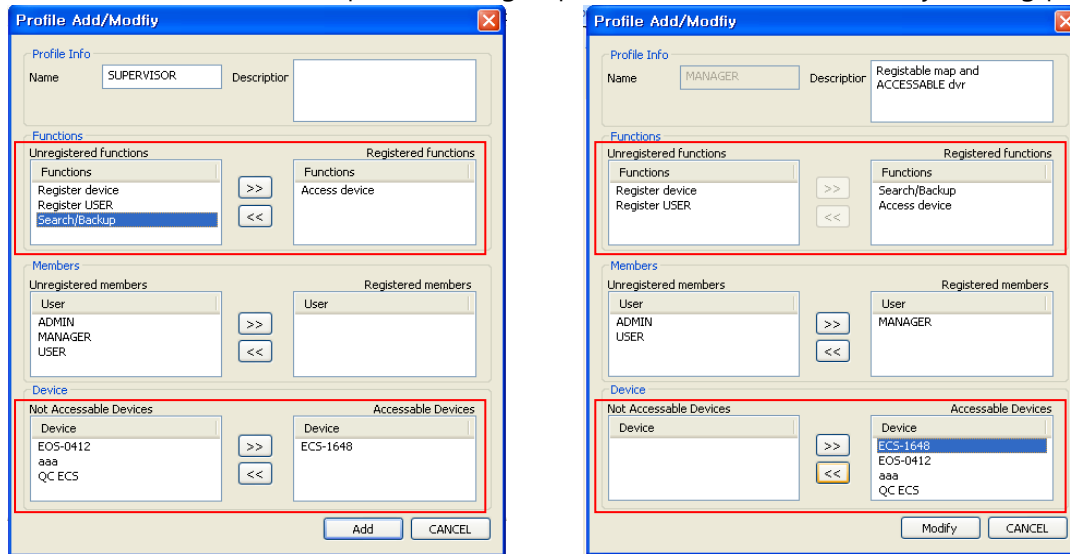 Profile Add/Modfiy
Profile Info
Name
SUPERVISOR
Descriptior
Functions
Unregistered functions
Registered functions
Functions
Functions
Register device
Register USER
Search/Backup
>>
<<
Access device
Members
Unregistered members
Registered members
User
User
ADMIN
MANAGER
USER
>>
<<
Device
Not Accessable Devices
Accessable Devices
Device
Device
EOS-0412
aaa
QC ECS
>>
<<
ECS-1648
Add
CANCEL
Profile Add/Modfiy
Profile Info
Name
MANAGER
Descriptior
Registable map and
ACCESSABLE dvr
Functions
Unregistered functions
Registered functions
Functions
Functions
Register device
Register USER
>>
<<
Search/Backup
Access device
Members
Unregistered members
Registered members
User
User
ADMIN
USER
>>
<<
MANAGER
Device
Not Accessable Devices
Accessable Devices
Device
Device
>>
<<
ECS-1648
EOS-0412
aaa
QC ECS
Modify
CANCEL